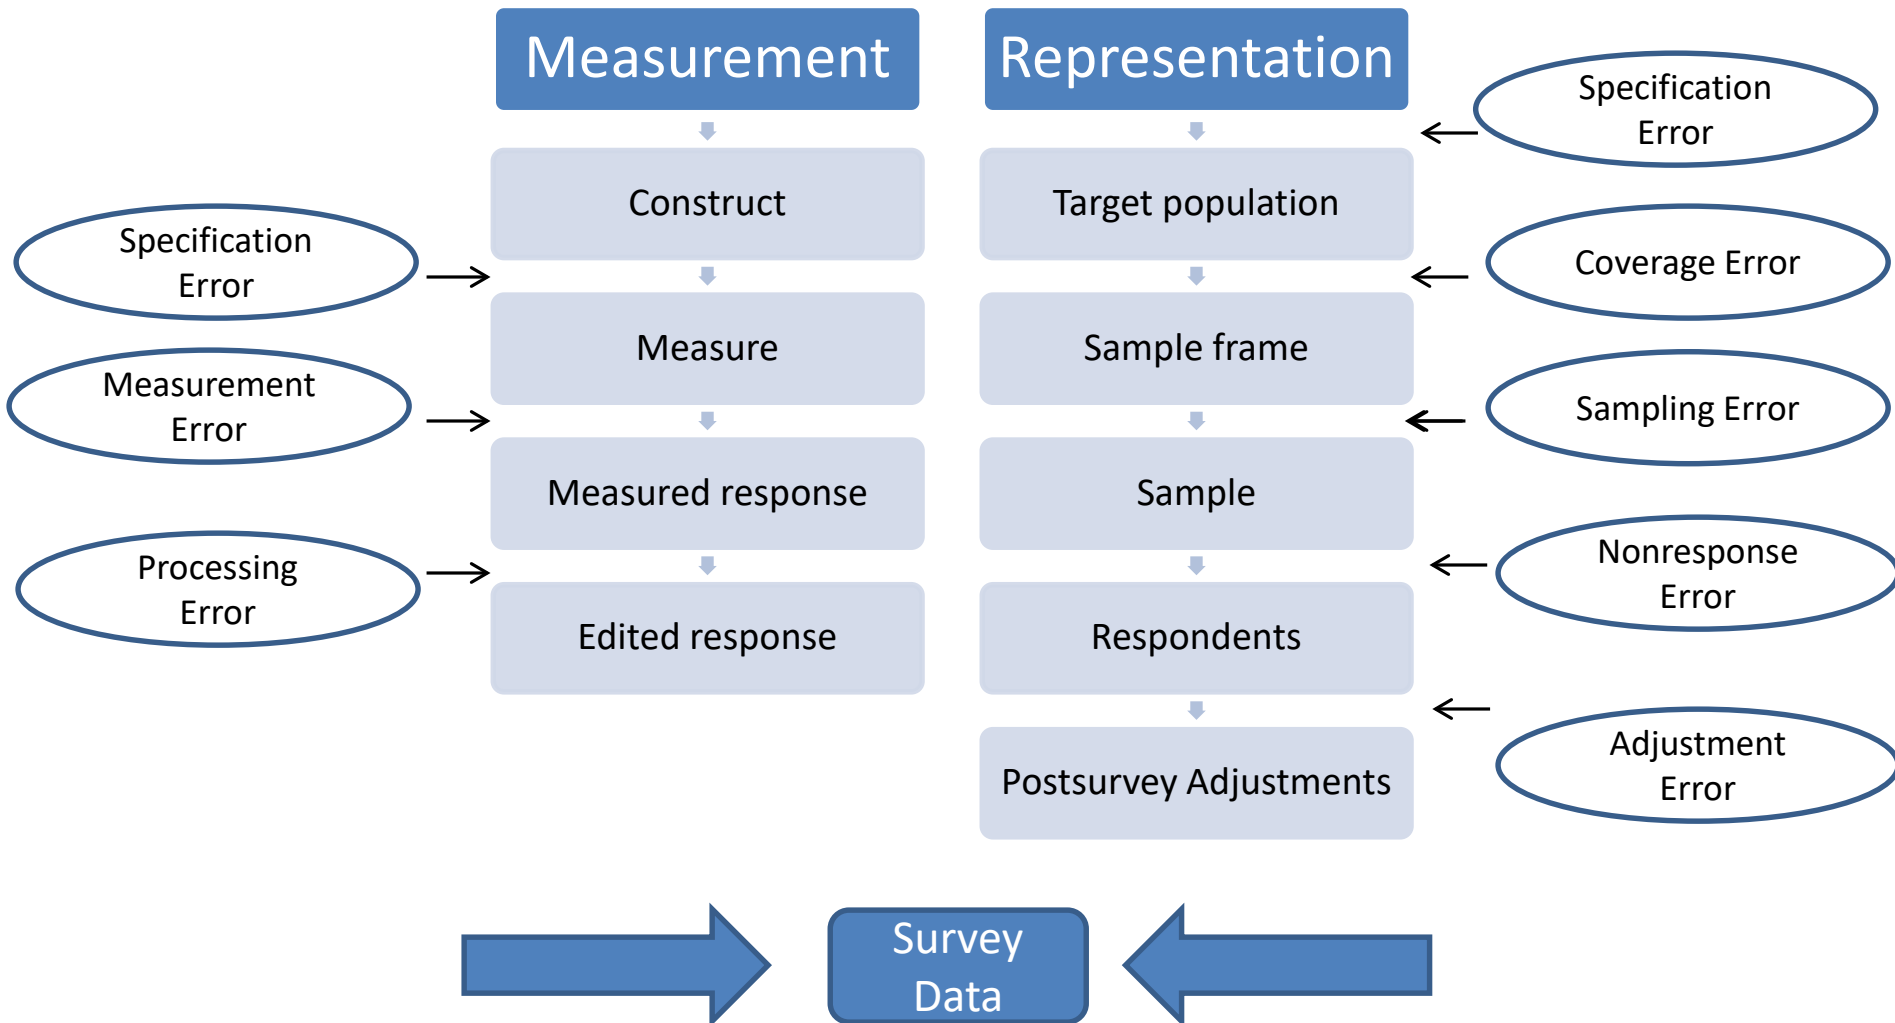 Measurement
Representation
Specification
Error
Construct
Target population
Specification
Error
Coverage Error
Measure
Sample frame
Measurement
Error
Sampling Error
Measured response
Sample
Processing
Error
Nonresponse
Error
Edited response
Respondents
Postsurvey Adjustments
Adjustment
Error
Survey
Data